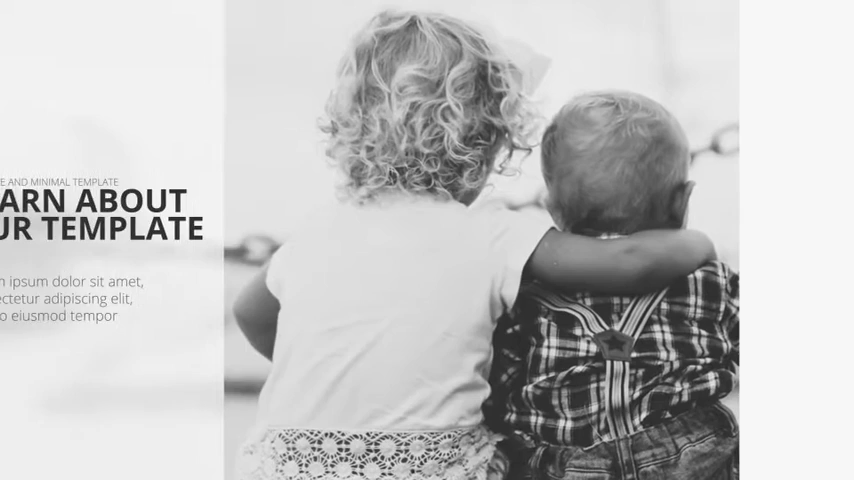 E AND MINIMAL TEMPLATE
ARN ABOUT
UR TEMPLATE
ipsum dolor sit amet,
ectetur adipiscing elit,
o eiusmod tempor